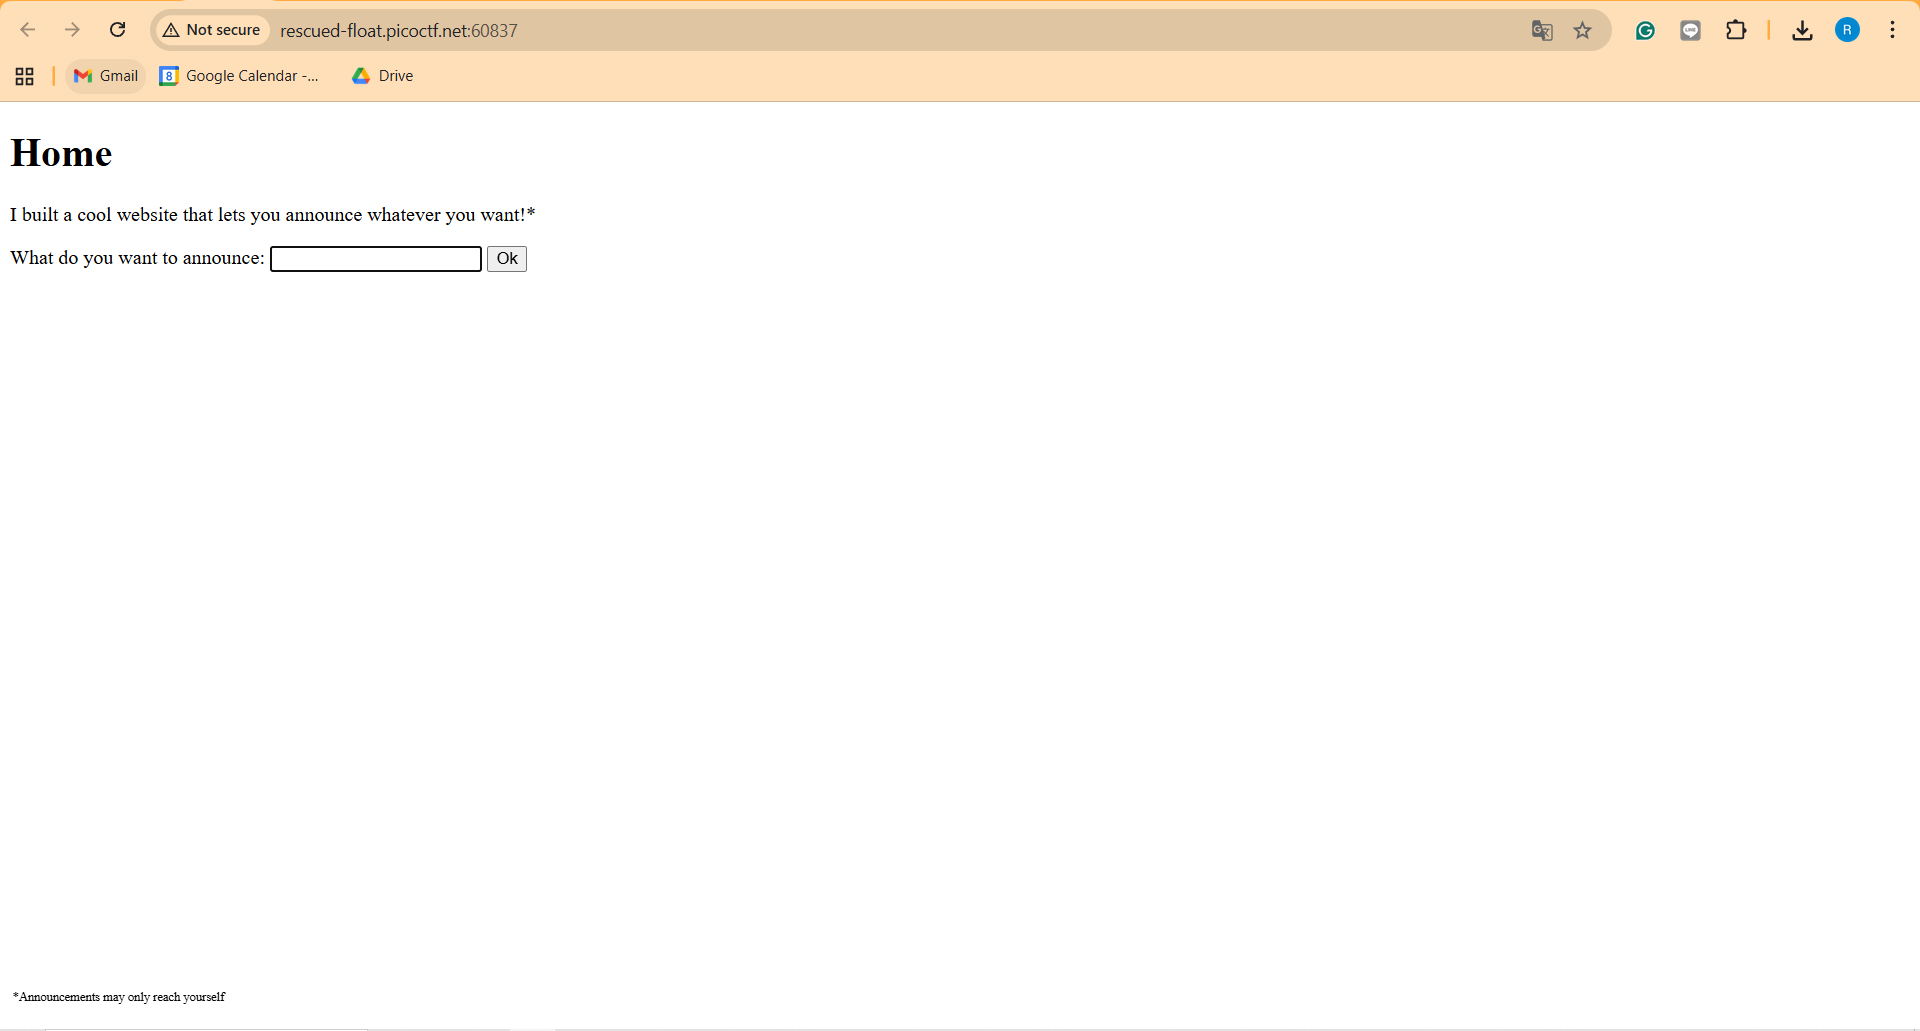 Not secure rescued-float.picoctf.net:60837
Gmail 8 Google Calendar -... Drive
R
Home
I built a cool website that lets you announce whatever you want!*
What do you want to announce: Ok
*Announcements may only reach yourself